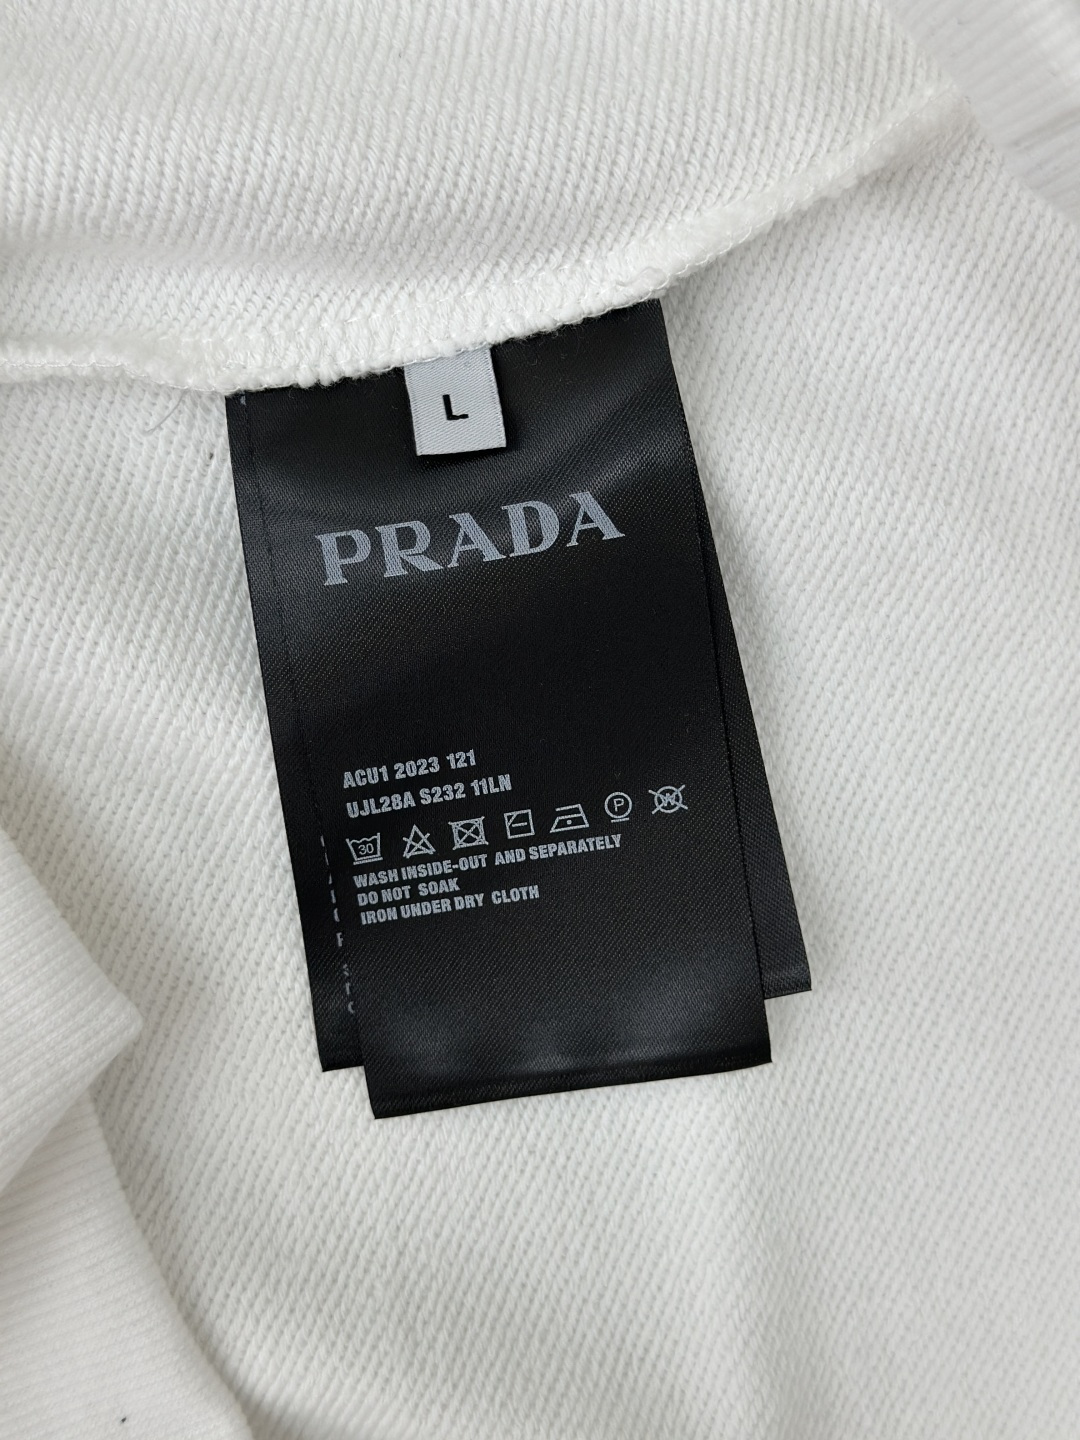 L
PRADA
ACU1 2023 121
UJL28A S232 11LN
30 P W
WASH INSIDE-OUT AND SEPARATELY
DO NOT SOAK
IRON UNDER DRY CLOTH